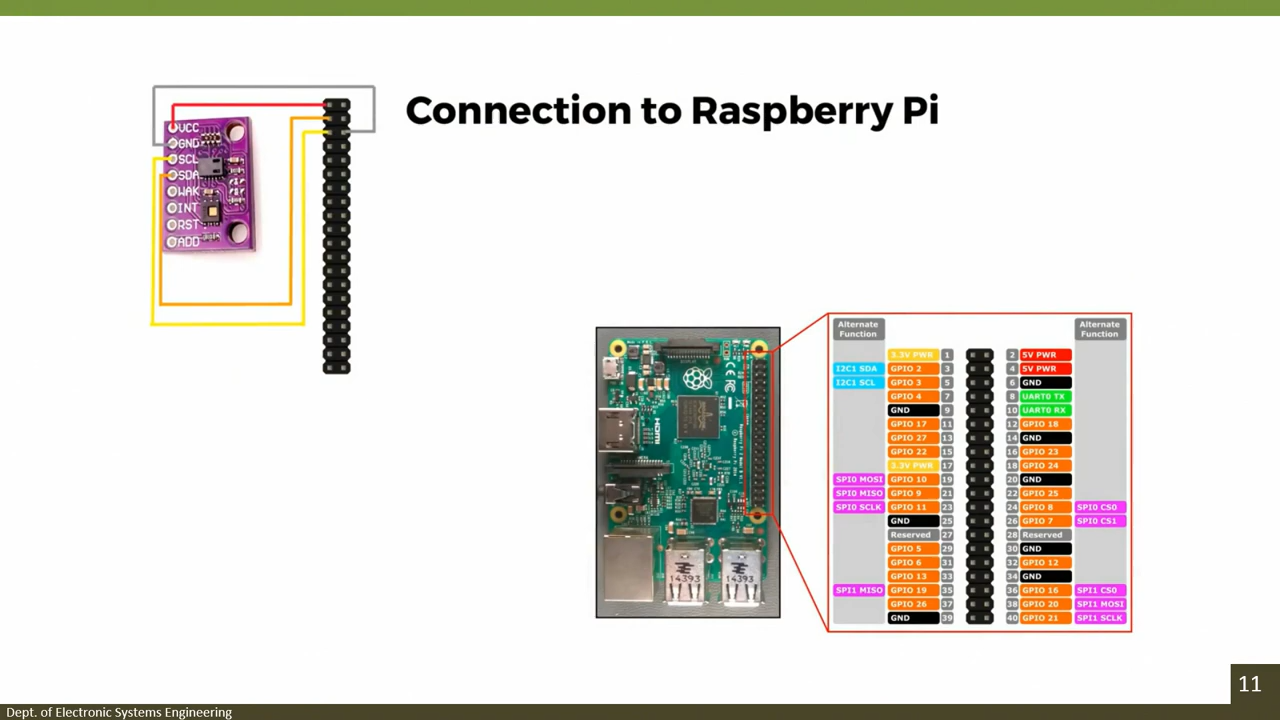 Connection to Raspberry Pi
VCC
GND
SCL
SDA
WAK
INT
RST
ADD
HDMI
14393
14393
Alternate Function
Alternate Function
3.3V PWR 1 2 5V PWR
I2C1 SDA GPIO 2 3 4 5V PWR
I2C1 SCL GPIO 3 5 6 GND
GPIO 4 7 8 UART0 TX
GND 9 10 UART0 RX
GPIO 17 11 12 GPIO 18
GPIO 27 13 14 GND
GPIO 22 15 16 GPIO 23
3.3V PWR 17 18 GPIO 24
SPI0 MOSI GPIO 10 19 20 GND
SPI0 MISO GPIO 9 21 22 GPIO 25
SPI0 SCLK GPIO 11 23 24 GPIO 8 SPI0 CS0
GND 25 26 GPIO 7 SPI0 CS1
Reserved 27 28 Reserved
GPIO 5 29 30 GND
GPIO 6 31 32 GPIO 12
GPIO 13 33 34 GND
SPI1 MISO GPIO 19 35 36 GPIO 16 SPI1 CS0
GPIO 26 37 38 GPIO 20 SPI1 MOSI
GND 39 40 GPIO 21 SPI1 SCLK
11
Dept. of Electronic Systems Engineering